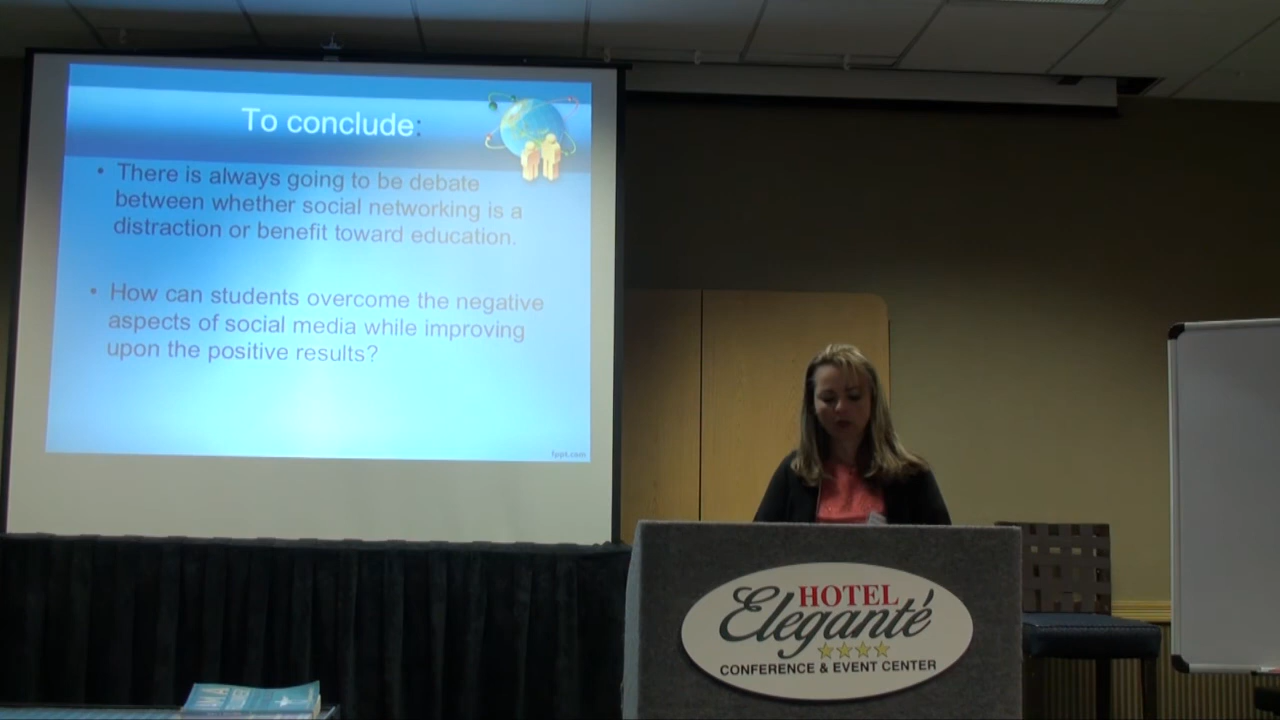 To conclude:
• There is always going to be debate
between whether social networking is a
distraction or benefit toward education.
• How can students overcome the negative
aspects of social media while improving
upon the positive results?
fppt.com
HOTEL
Eleganté
CONFERENCE & EVENT CENTER